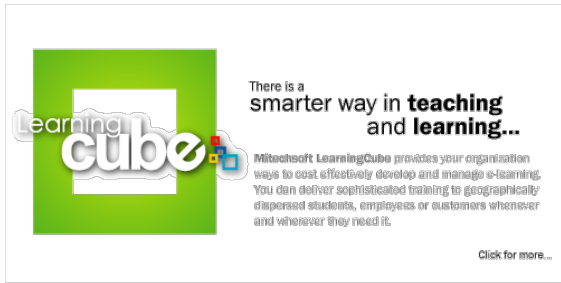 Learning
cube
There is a
smarter way in teaching
and learning...
Mitechsoft LearningCube provides your organization
ways to cost effectively develop and manage e-learning.
You can deliver sophisticated training to geographically
dispersed students, employees or customers whenever
and wherever they need it.
Click for more...